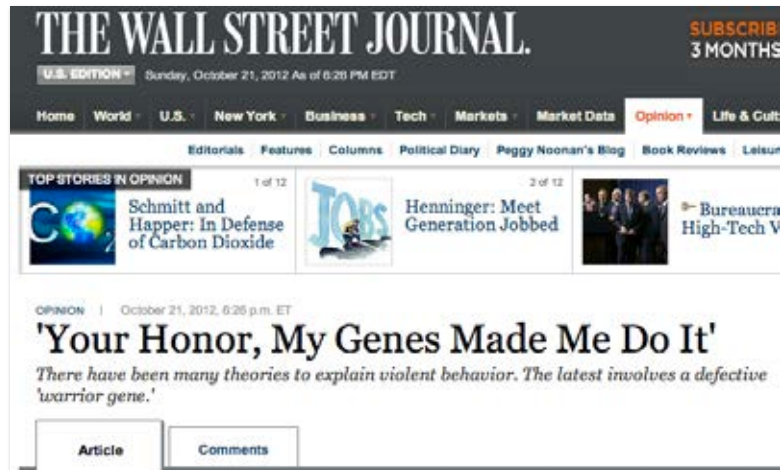 THE WALL STREET JOURNAL.
SUBSCRIB
3 MONTHS
U.S. EDITION Sunday, October 21, 2012 As of 6:28 PM EDT
Home World U.S. New York Business Tech Markets Market Data Opinion Life & Cult
Editorials Features Columns Political Diary Peggy Noonan's Blog Book Reviews Leisur
TOP STORIES IN OPINION
1 of 12
Schmitt and
Happer: In Defense
of Carbon Dioxide
CO2
2 of 12
Henninger: Meet
Generation Jobbed
JOBS
Bureaucra
High-Tech V
OPINION | October 21, 2012, 6:26 p.m. ET
'Your Honor, My Genes Made Me Do It'
There have been many theories to explain violent behavior. The latest involves a defective
'warrior gene.'
Article Comments